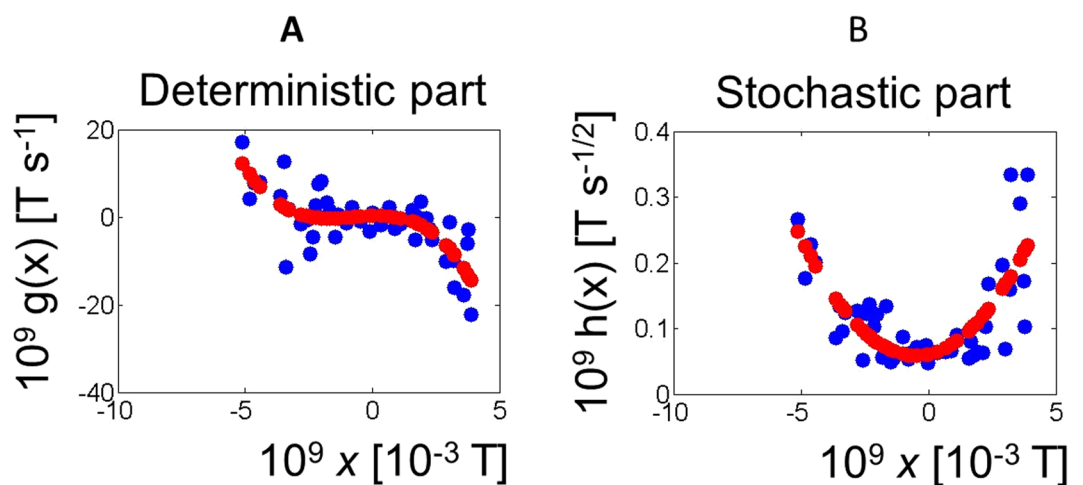 A
Deterministic part
10⁹ g(x) [T s⁻¹]
20
0
-20
-40
-10
-5
0
5
10⁹ x [10⁻³ T]
B
Stochastic part
10⁹ h(x) [T s⁻¹/²]
0.4
0.3
0.2
0.1
0
-10
-5
0
5
10⁹ x [10⁻³ T]